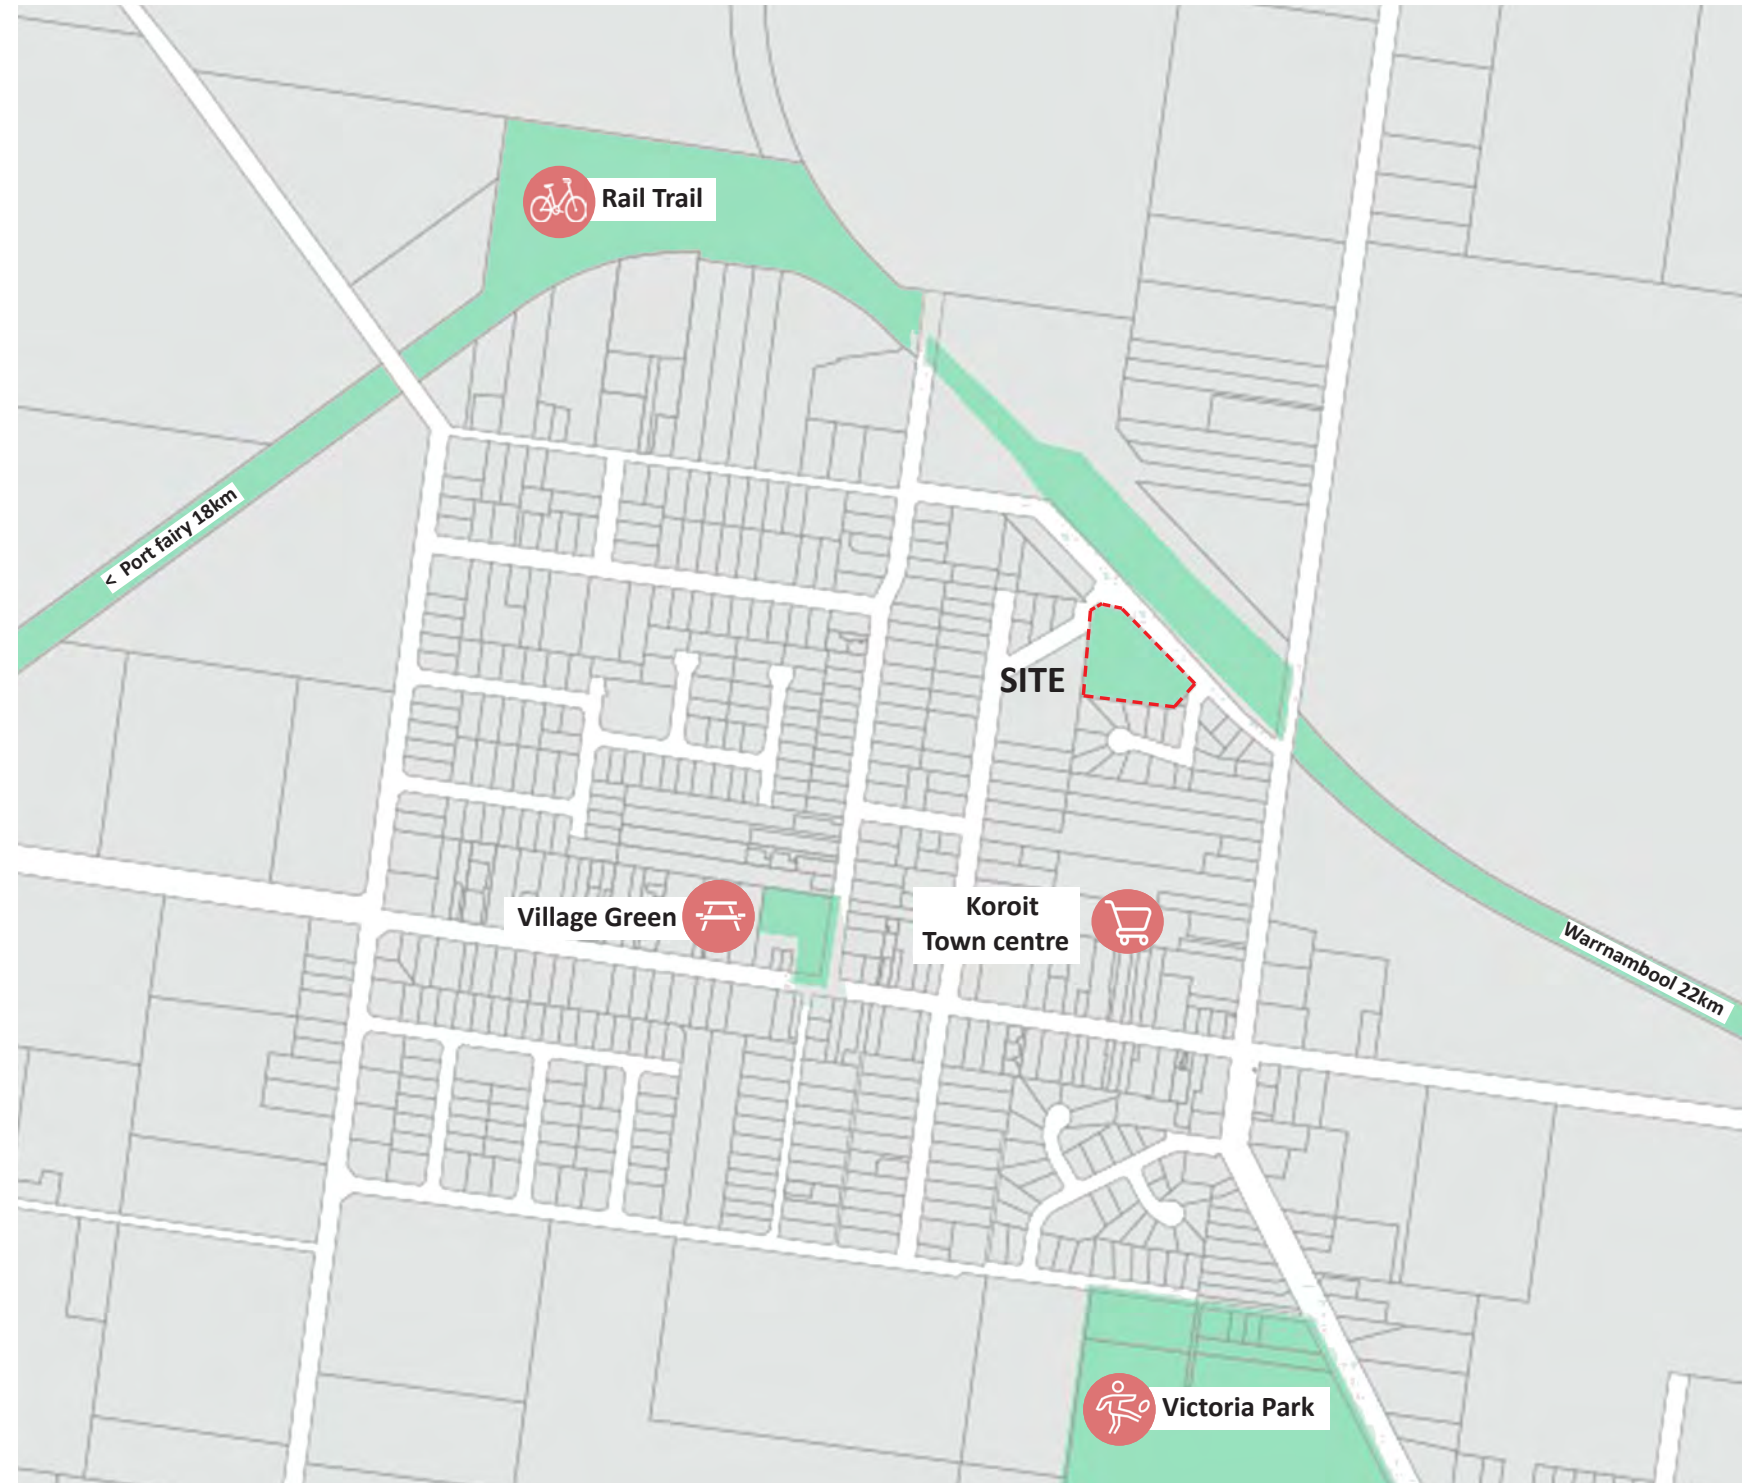 Rail Trail
< Port fairy 18km
SITE
Village Green
Koroit
Town centre
Warrnambool 22km
Victoria Park